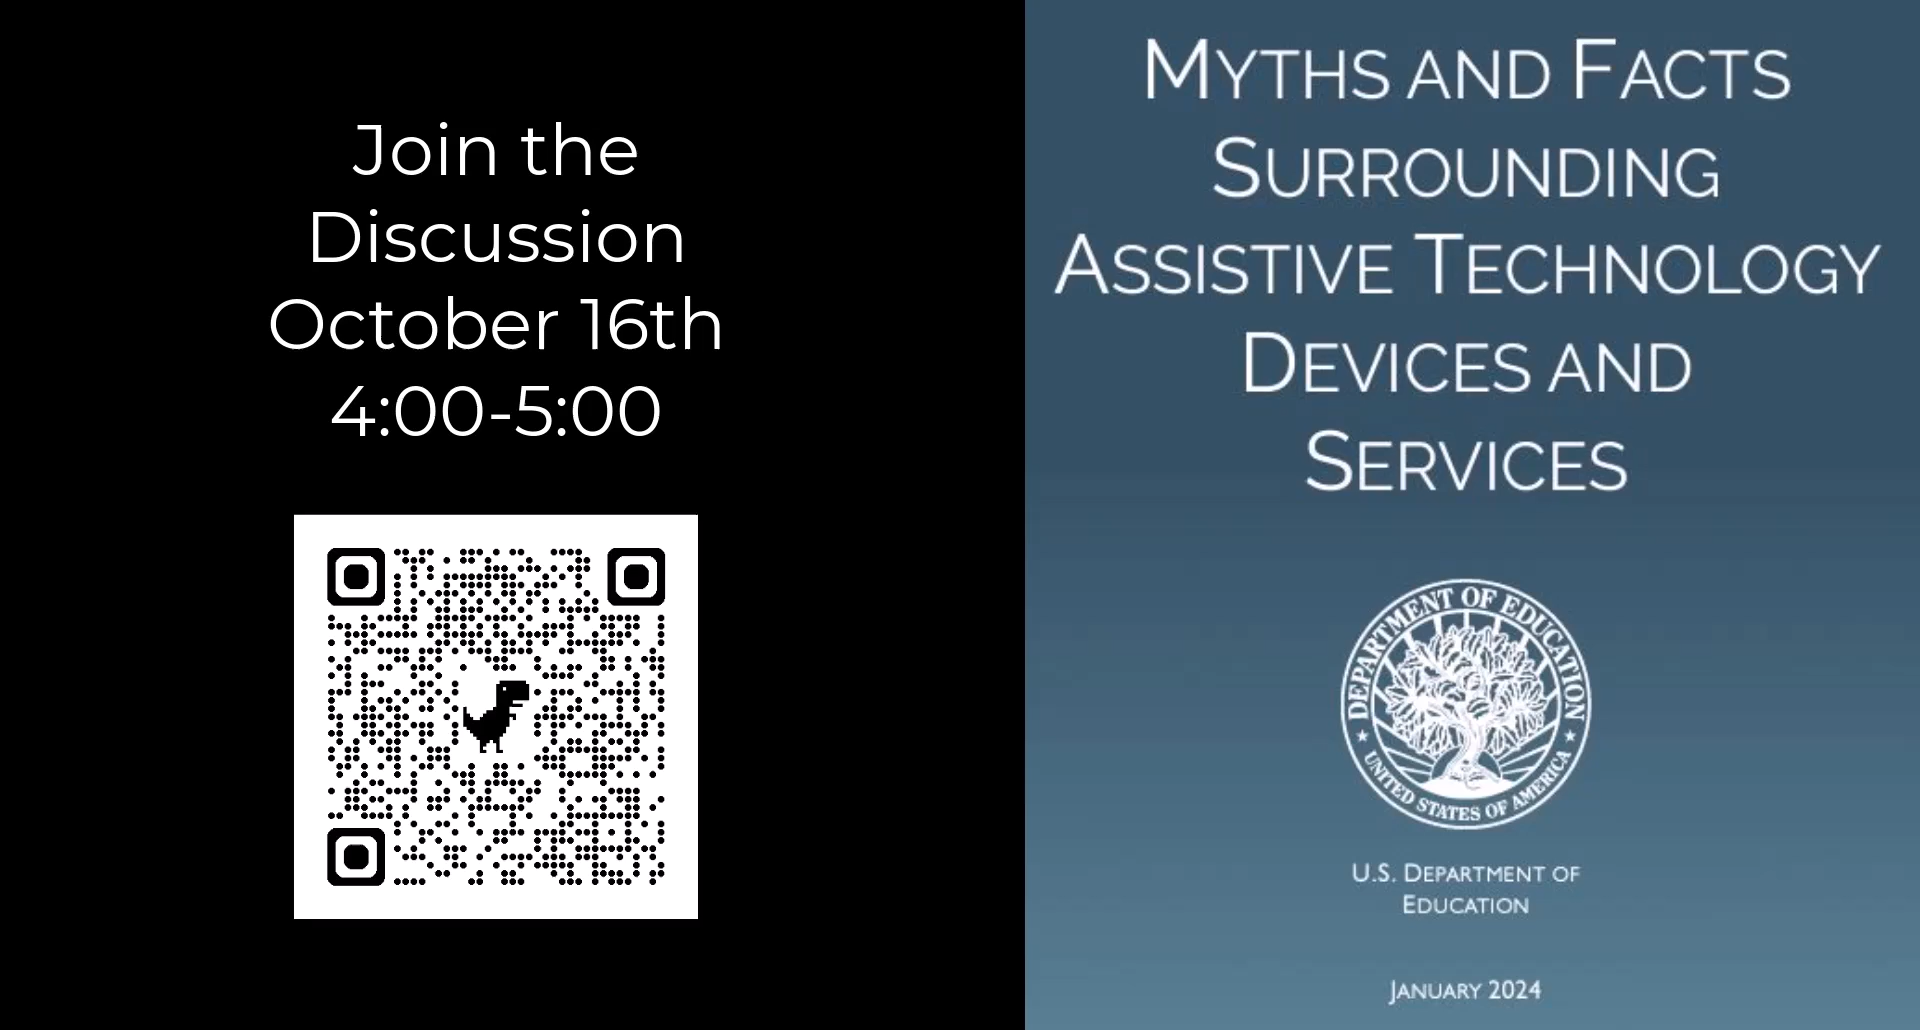 Join the
Discussion
October 16th
4:00-5:00
MYTHS AND FACTS
SURROUNDING
ASSISTIVE TECHNOLOGY
DEVICES AND
SERVICES
DEPARTMENT OF EDUCATION
UNITED STATES OF AMERICA
U.S. DEPARTMENT OF
EDUCATION
JANUARY 2024